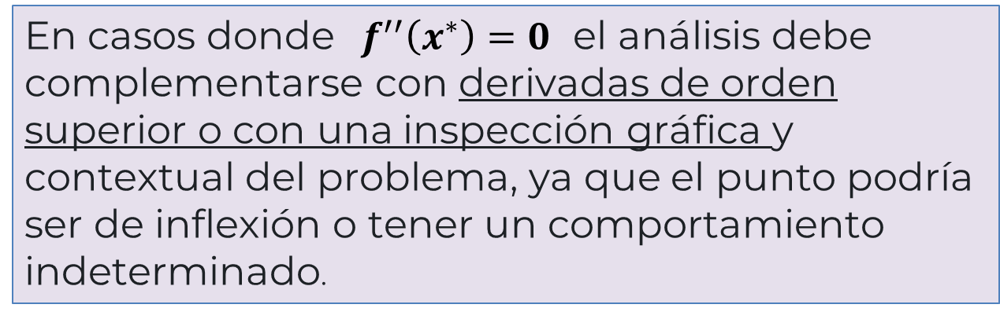 En casos donde f′′(x*) = 0 el análisis debe
complementarse con derivadas de orden
superior o con una inspección gráfica y
contextual del problema, ya que el punto podría
ser de inflexión o tener un comportamiento
indeterminado.